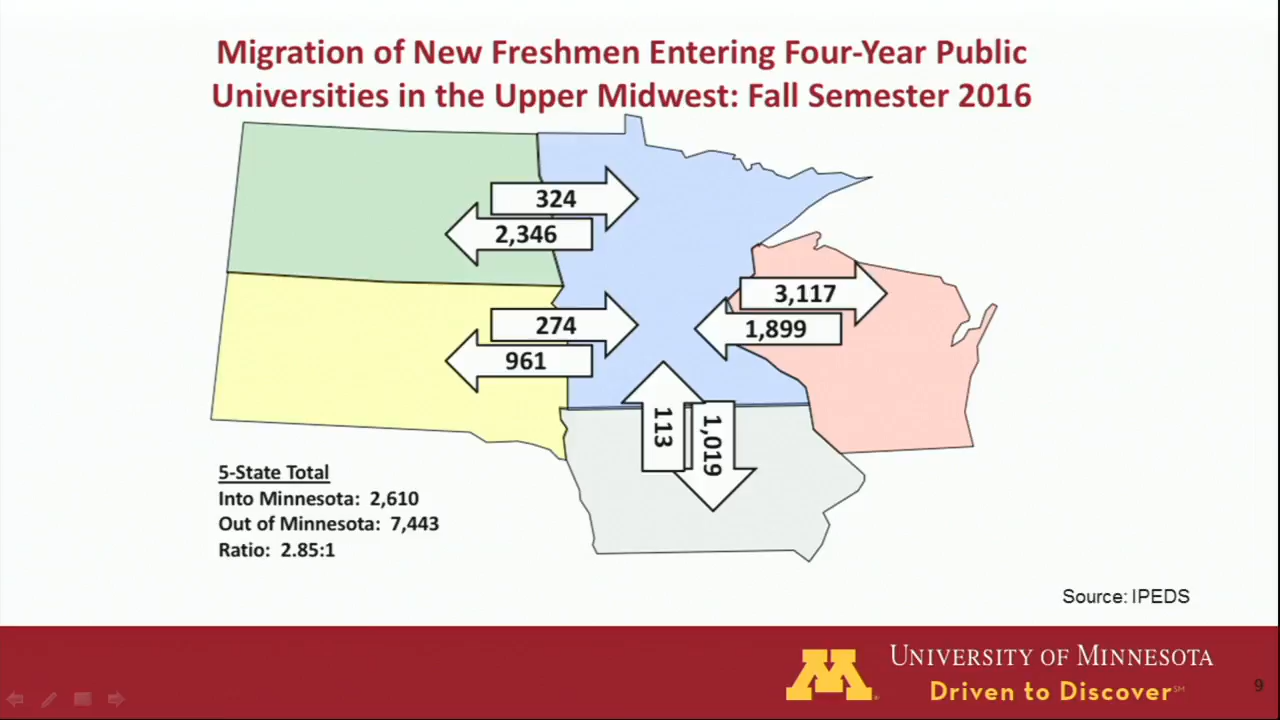 Migration of New Freshmen Entering Four-Year Public
Universities in the Upper Midwest: Fall Semester 2016
324
2,346
3,117
1,899
274
961
113
1,019
5-State Total
Into Minnesota: 2,610
Out of Minnesota: 7,443
Ratio: 2.85:1
Source: IPEDS
M
UNIVERSITY OF MINNESOTA
Driven to Discover℠
9